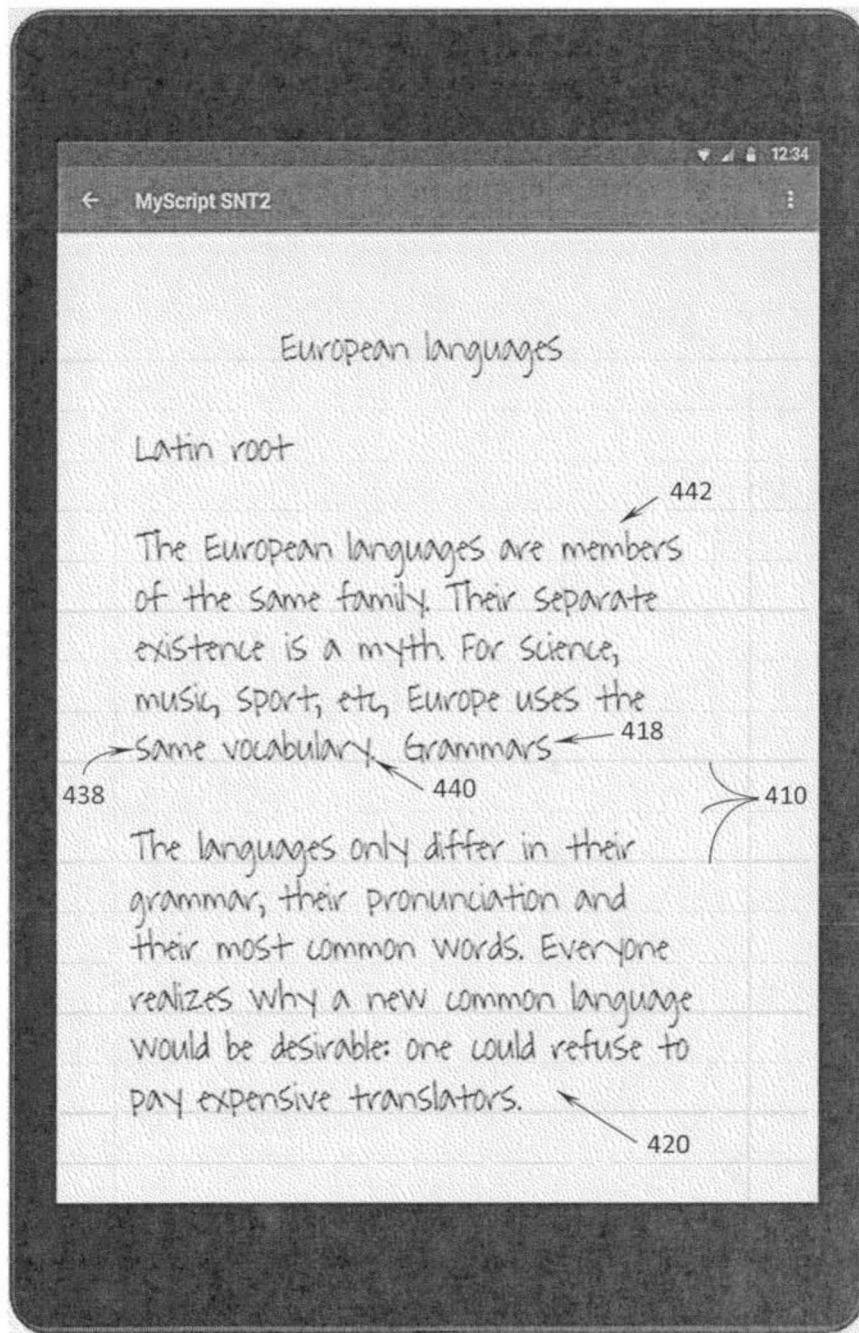 12:34
MyScript SNT2
European languages
Latin root
442
The European languages are members
of the same family. Their separate
existence is a myth. For science,
music, sport, etc, Europe uses the
same vocabulary. Grammars
418
438
440
410
The languages only differ in their
grammar, their pronunciation and
their most common words. Everyone
realizes why a new common language
would be desirable: one could refuse to
pay expensive translators.
420